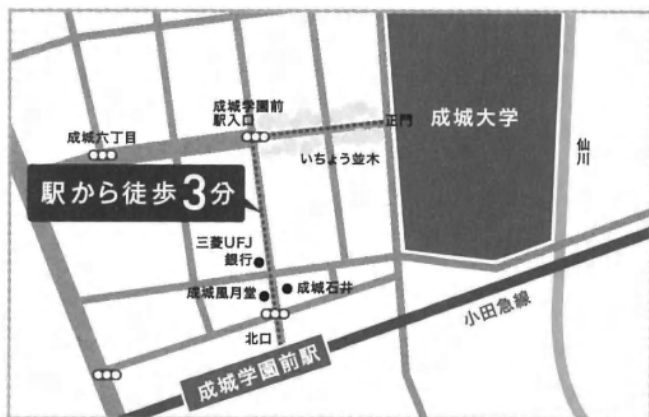 成城学園前
駅入口
成城六丁目
正門
成城大学
いちょう並木
仙川
駅から徒歩3分
三菱UFJ
銀行
成城風月堂
成城石井
北口
小田急線
成城学園前駅